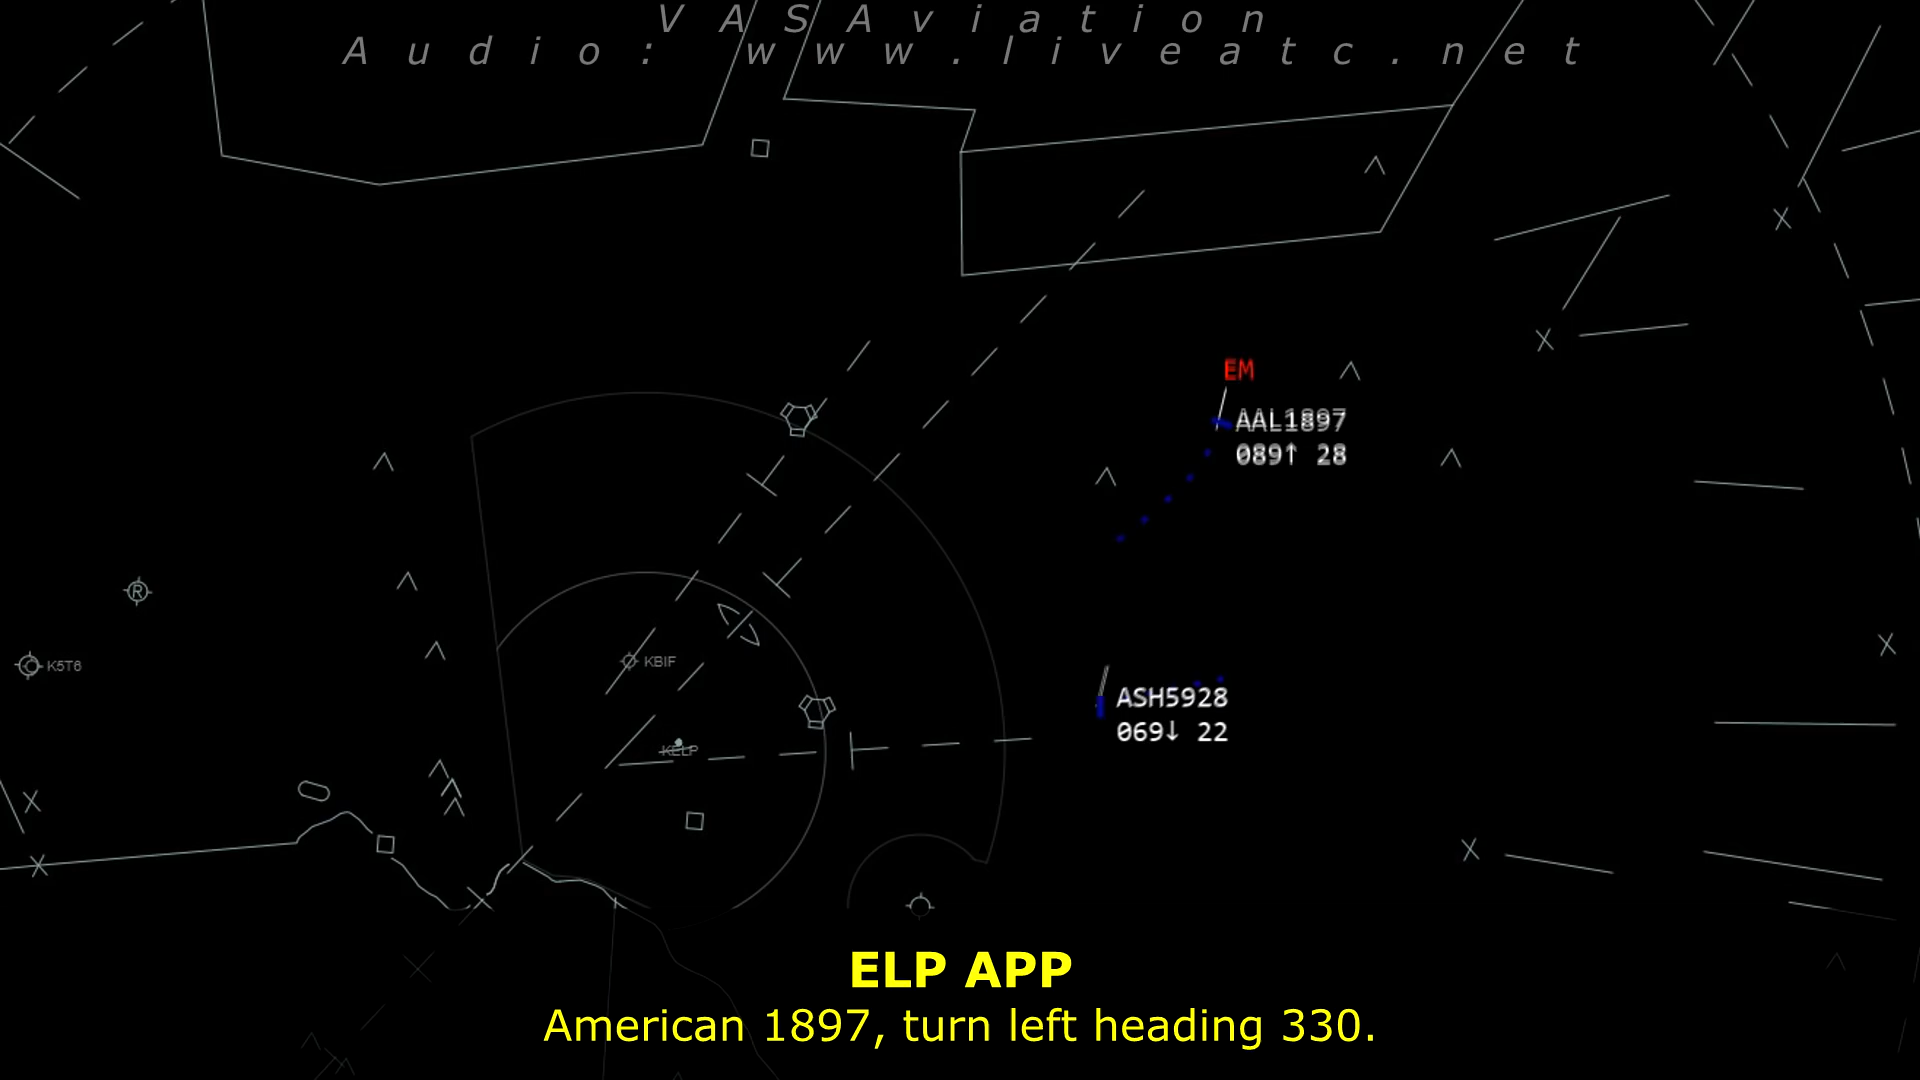 VASAviation
Audio: www.liveatc.net
EM
AAL1897
089↑ 28
R
KBIF
K5T6
ASH5928
069↓ 22
KELP
ELP APP
American 1897, turn left heading 330.